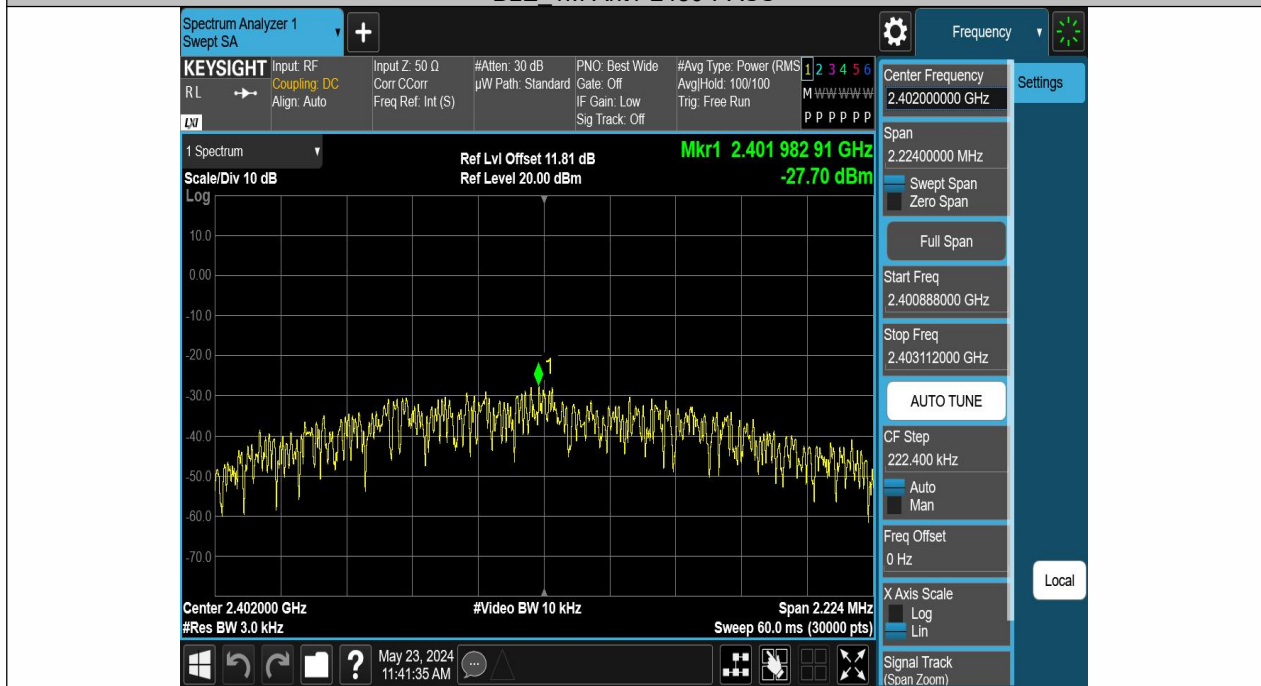 Spectrum Analyzer 1
Swept SA
+
Frequency
KEYSIGHT
RL
LXI
Input: RF
Coupling: DC
Align: Auto
Input Z: 50 Ω
Corr CCorr
Freq Ref: Int (S)
#Atten: 30 dB
µW Path: Standard
PNO: Best Wide
Gate: Off
IF Gain: Low
Sig Track: Off
#Avg Type: Power (RMS
Avg|Hold: 100/100
Trig: Free Run
1 2 3 4 5 6
M W W W W W
P P P P P P
1 Spectrum
Scale/Div 10 dB
Log
Ref Lvl Offset 11.81 dB
Ref Level 20.00 dBm
Mkr1 2.401 982 91 GHz
-27.70 dBm
10.0
0.00
-10.0
-20.0
-30.0
-40.0
-50.0
-60.0
-70.0
1
Center 2.402000 GHz
#Res BW 3.0 kHz
#Video BW 10 kHz
Span 2.224 MHz
Sweep 60.0 ms (30000 pts)
?
May 23, 2024
11:41:35 AM
Center Frequency
2.402000000 GHz
Span
2.22400000 MHz
Swept Span
Zero Span
Full Span
Start Freq
2.400888000 GHz
Stop Freq
2.403112000 GHz
AUTO TUNE
CF Step
222.400 kHz
Auto
Man
Freq Offset
0 Hz
X Axis Scale
Log
Lin
Signal Track
(Span Zoom)
Settings
Local